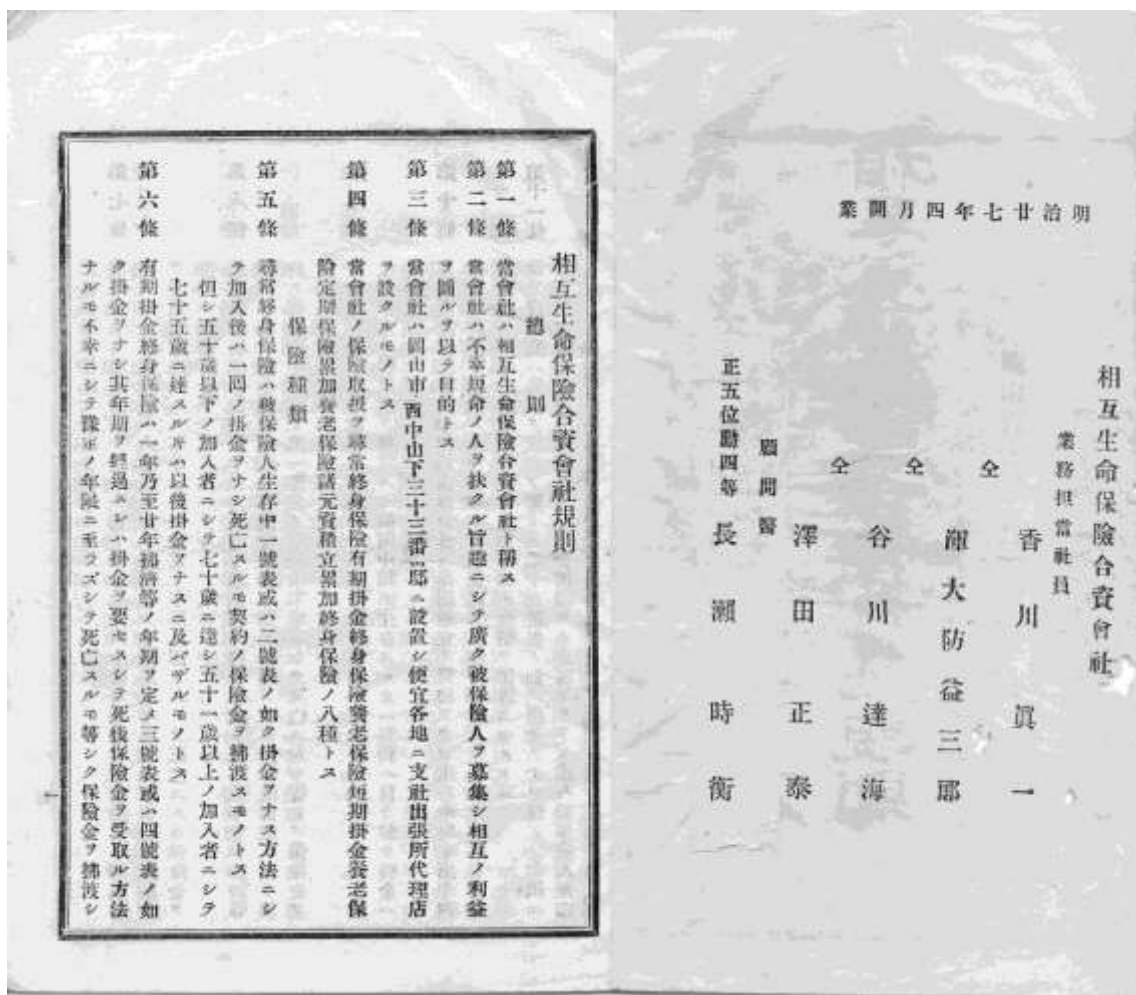 明治廿七年四月開業
相互生命保險合資會社
業務担當社員
香川眞一
仝 大防益三郎
仝 谷川達海
仝 澤田正泰
顧問醫
正五位勳四等 長瀨時衡
相互生命保險合資會社規則
總則
第一條 當會社ハ相互生命保險合資會社ト稱ス
第二條 當會社ハ不幸短命ノ人ヲ扶クル旨趣ニシテ廣ク被保險人ヲ募集シ相互ノ利益
ヲ圖ルヲ以テ目的トス
第三條 當會社ハ岡山市西中山下三十三番邸ニ設置シ便宜各地ニ支社出張所代理店
ヲ設クルモノトス
第四條 當會社ノ保險取扱ヲ尋常終身保險有期掛金終身保險養老保險短期掛金養老保
險定期保險累加養老保險諸元資積立累加終身保險ノ八種トス
保險種類
第五條 尋常終身保險ハ被保險人生存中一號表或ハ二號表ノ如ク掛金ヲナス方法ニシ
テ加入後ハ一回ノ掛金ヲナシ死亡スルモ契約ノ保險金ヲ拂渡スモノトス
但シ五十歲以下ノ加入者ニシテ七十歲ニ達シ五十一歲以上ノ加入者ニシテ
七十五歲ニ達スル片ハ以後掛金ヲナスニ及バザルモノトス
第六條 有期掛金終身保險ハ一年乃至廿年拂濟等ノ年期ヲ定メ三號表或ハ四號表ノ如
ク掛金ヲナシ其年期ヲ經過スレハ掛金ヲ要セスシテ死後保險金ヲ受取ル方法
ナルモ不幸ニシテ豫定ノ年限ニ至ラズシテ死亡スルモ等シク保險金ヲ拂渡シ